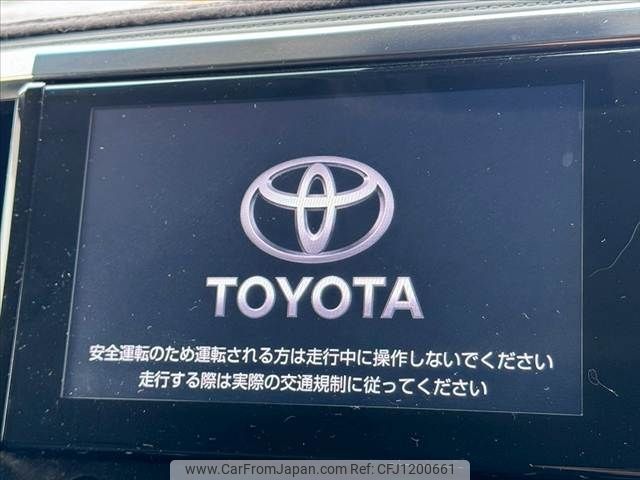 TOYOTA
安全運転のため運転される方は走行中に操作しないでください
走行する際は実際の交通規制に従ってください
www.CarFromJapan.com | Ref No: CFJ1200661